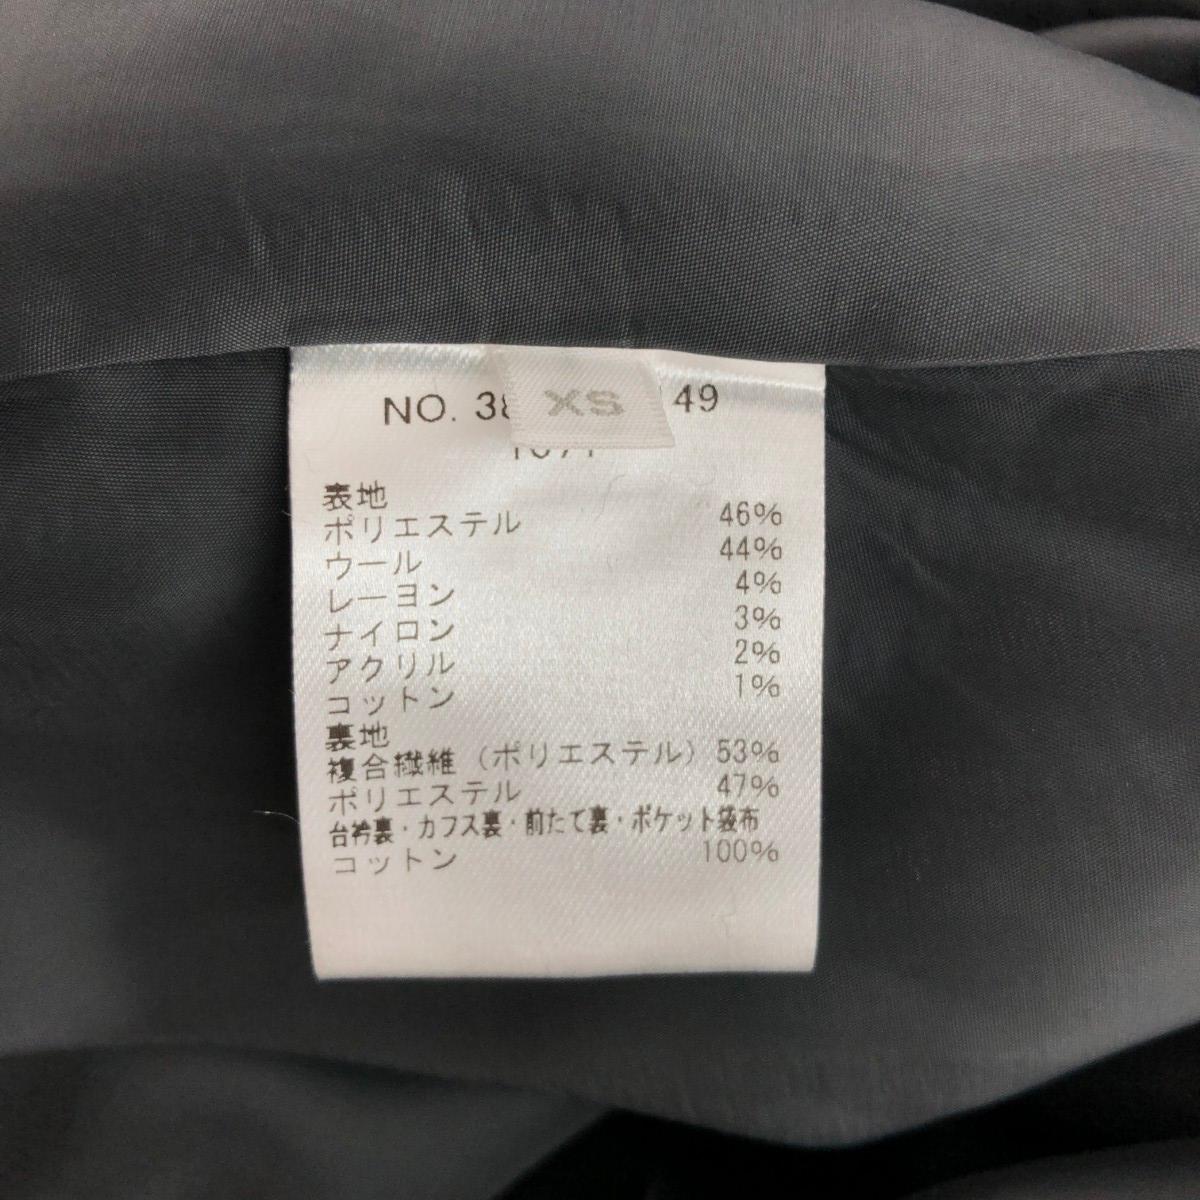 NO. 38 49
XS
表地
ポリエステル 46%
ウール 44%
レーヨン 4%
ナイロン 3%
アクリル 2%
コットン 1%
裏地
複合繊維(ポリエステル) 53%
ポリエステル 47%
台衿裏・カフス裏・前たて裏・ポケット袋布
コットン 100%